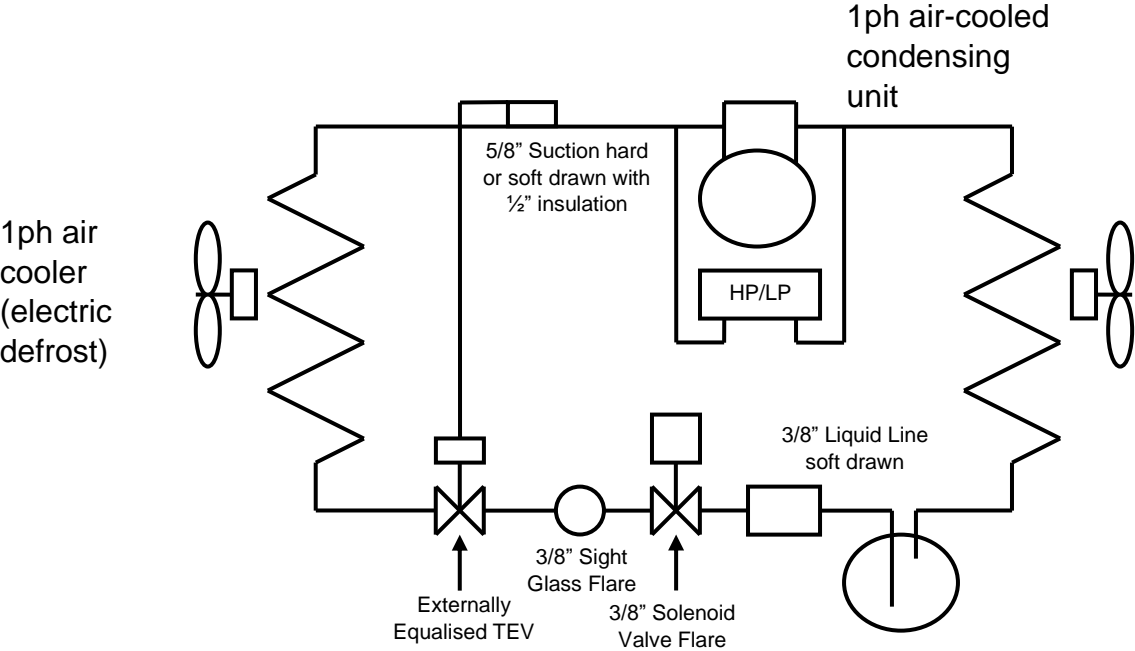 1ph air-cooled
condensing
unit
5/8” Suction hard
or soft drawn with
½” insulation
1ph air
cooler
(electric
defrost)
HP/LP
3/8” Liquid Line
soft drawn
3/8” Sight
Glass Flare
Externally
Equalised TEV
3/8” Solenoid
Valve Flare